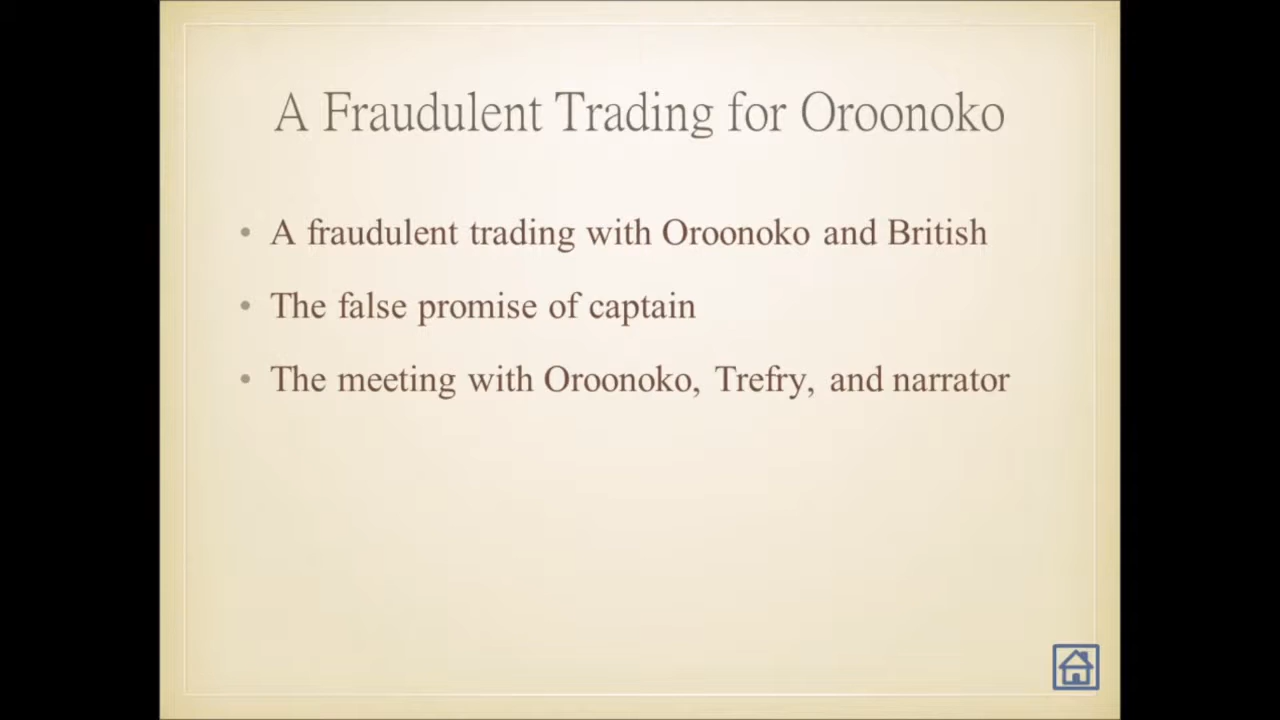 A Fraudulent Trading for Oroonoko
• A fraudulent trading with Oroonoko and British
• The false promise of captain
• The meeting with Oroonoko, Trefry, and narrator